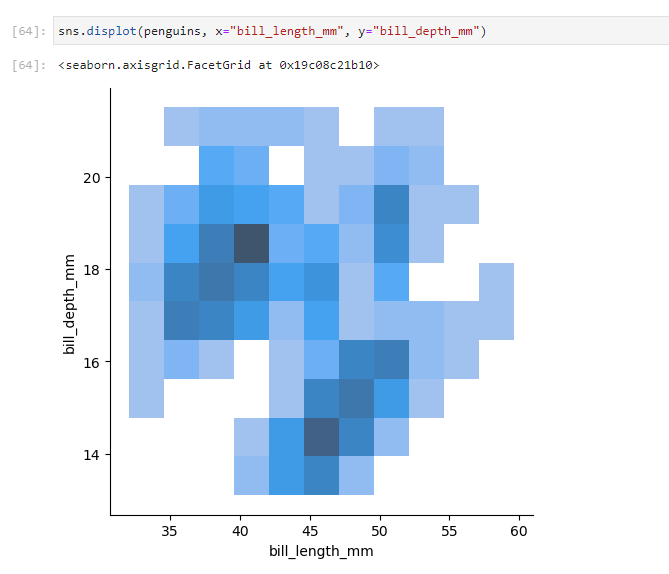 [64]: sns.displot(penguins, x="bill_length_mm", y="bill_depth_mm")
[64]: <seaborn.axisgrid.FacetGrid at 0x19c08c21b10>
20
18
16
14
bill_depth_mm
35 40 45 50 55 60
bill_length_mm